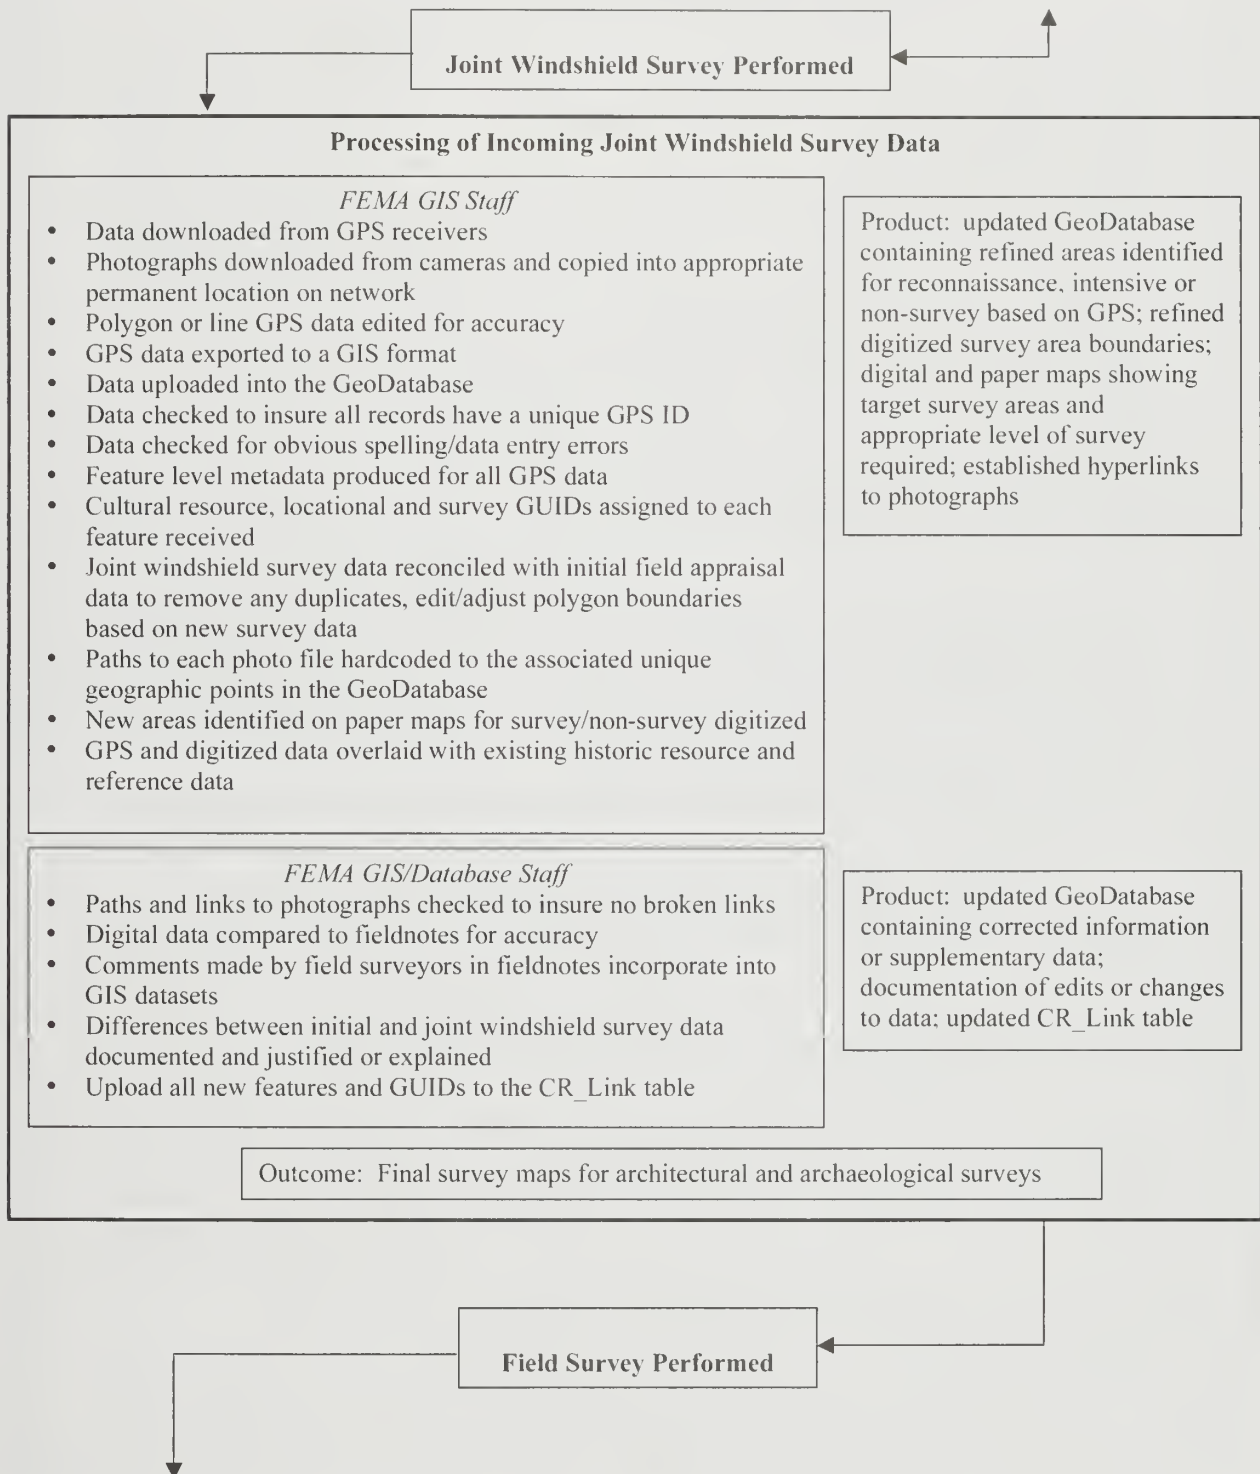 Joint Windshield Survey Performed
Processing of Incoming Joint Windshield Survey Data
FEMA GIS Staff
• Data downloaded from GPS receivers
• Photographs downloaded from cameras and copied into appropriate
permanent location on network
• Polygon or line GPS data edited for accuracy
• GPS data exported to a GIS format
• Data uploaded into the GeoDatabase
• Data checked to insure all records have a unique GPS ID
• Data checked for obvious spelling/data entry errors
• Feature level metadata produced for all GPS data
• Cultural resource, locational and survey GUIDs assigned to each
feature received
• Joint windshield survey data reconciled with initial field appraisal
data to remove any duplicates, edit/adjust polygon boundaries
based on new survey data
• Paths to each photo file hardcoded to the associated unique
geographic points in the GeoDatabase
• New areas identified on paper maps for survey/non-survey digitized
• GPS and digitized data overlaid with existing historic resource and
reference data
Product: updated GeoDatabase
containing refined areas identified
for reconnaissance, intensive or
non-survey based on GPS; refined
digitized survey area boundaries;
digital and paper maps showing
target survey areas and
appropriate level of survey
required; established hyperlinks
to photographs
FEMA GIS/Database Staff
• Paths and links to photographs checked to insure no broken links
• Digital data compared to fieldnotes for accuracy
• Comments made by field surveyors in fieldnotes incorporate into
GIS datasets
• Differences between initial and joint windshield survey data
documented and justified or explained
• Upload all new features and GUIDs to the CR_Link table
Product: updated GeoDatabase
containing corrected information
or supplementary data;
documentation of edits or changes
to data; updated CR_Link table
Outcome: Final survey maps for architectural and archaeological surveys
Field Survey Performed